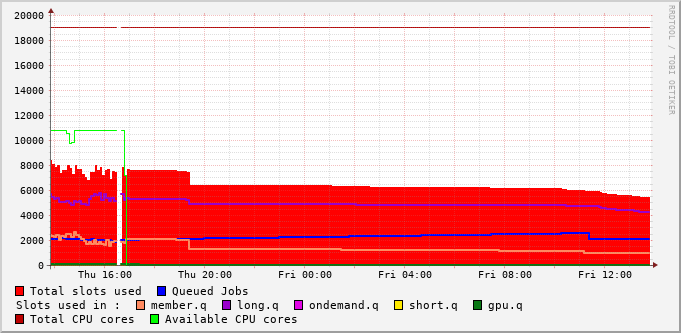 20000
18000
16000
14000
12000
10000
8000
6000
4000
2000
0
Thu 16:00 Thu 20:00 Fri 00:00 Fri 04:00 Fri 08:00 Fri 12:00
Total slots used Queued Jobs
Slots used in : member.q long.q ondemand.q short.q gpu.q
Total CPU cores Available CPU cores
RRDTOOL / TOBI OETIKER